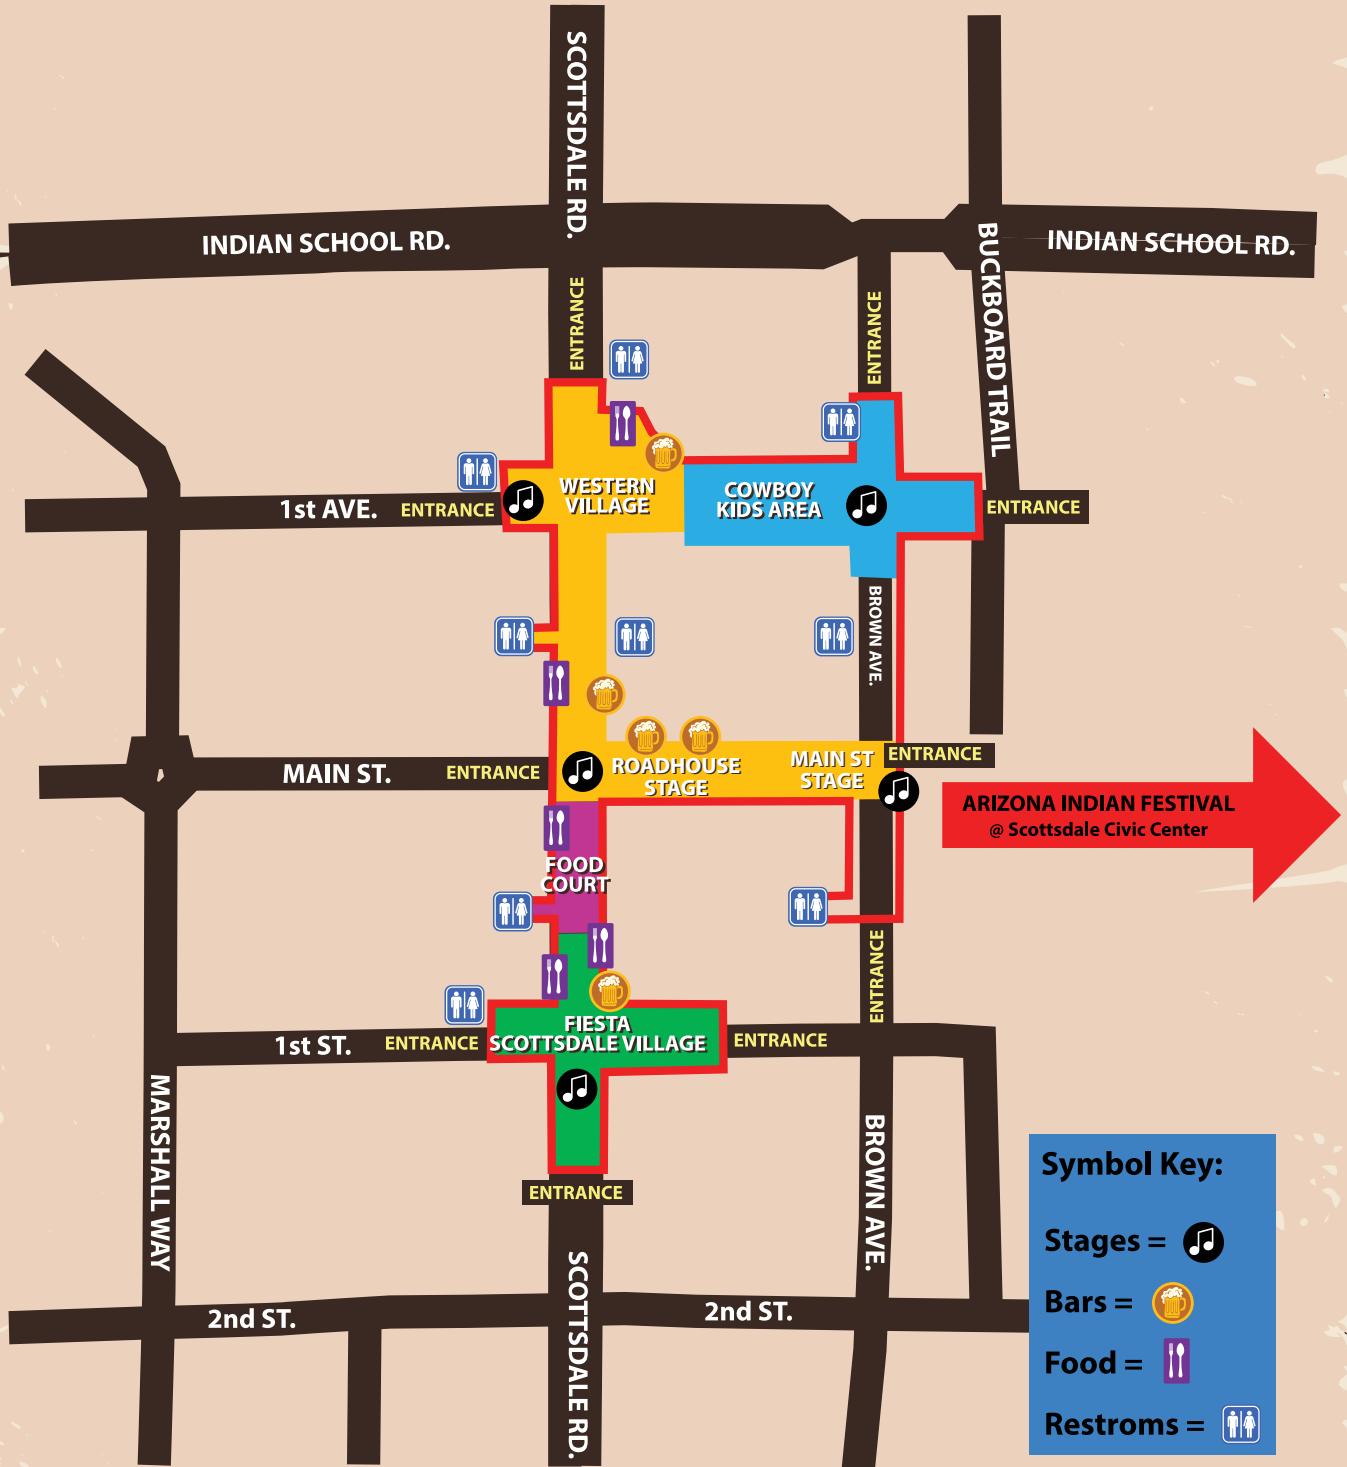 SCOTTSDALE RD.
INDIAN SCHOOL RD.
INDIAN SCHOOL RD.
BUCKBOARD TRAIL
ENTRANCE
ENTRANCE
WESTERN
VILLAGE
COWBOY
KIDS AREA
1st AVE.
ENTRANCE
ENTRANCE
BROWN AVE.
MAIN ST.
ENTRANCE
ROADHOUSE
STAGE
MAIN ST
STAGE
ENTRANCE
ARIZONA INDIAN FESTIVAL
@ Scottsdale Civic Center
FOOD
COURT
ENTRANCE
1st ST.
ENTRANCE
FIESTA
SCOTTSDALE VILLAGE
ENTRANCE
MARSHALL WAY
BROWN AVE.
ENTRANCE
SCOTTSDALE RD.
2nd ST.
2nd ST.
Symbol Key:
Stages =
Bars =
Food =
Restroms =